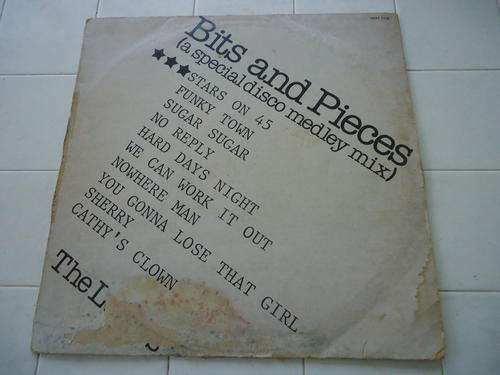 Bits and Pieces
(a special disco medley mix)
★★★STARS ON 45
FUNKY TOWN
SUGAR SUGAR
NO REPLY
HARD DAYS NIGHT
WE CAN WORK IT OUT
NOWHERE MAN
YOU GONNA LOSE THAT GIRL
SHERRY
CATHY'S CLOWN
The